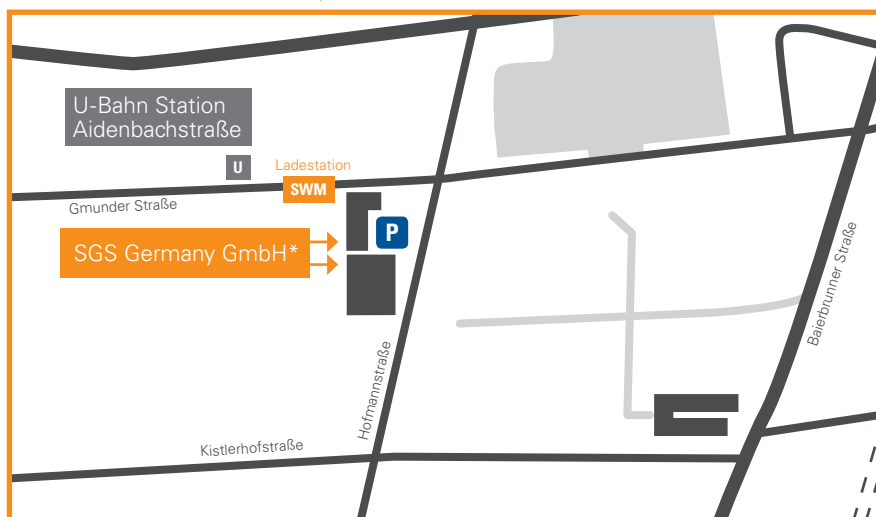 U-Bahn Station
Aidenbachstraße
U
Ladestation
SWM
Gmunder Straße
P
SGS Germany GmbH*
Baierbrunner Straße
Hofmannstraße
Kistlerhofstraße